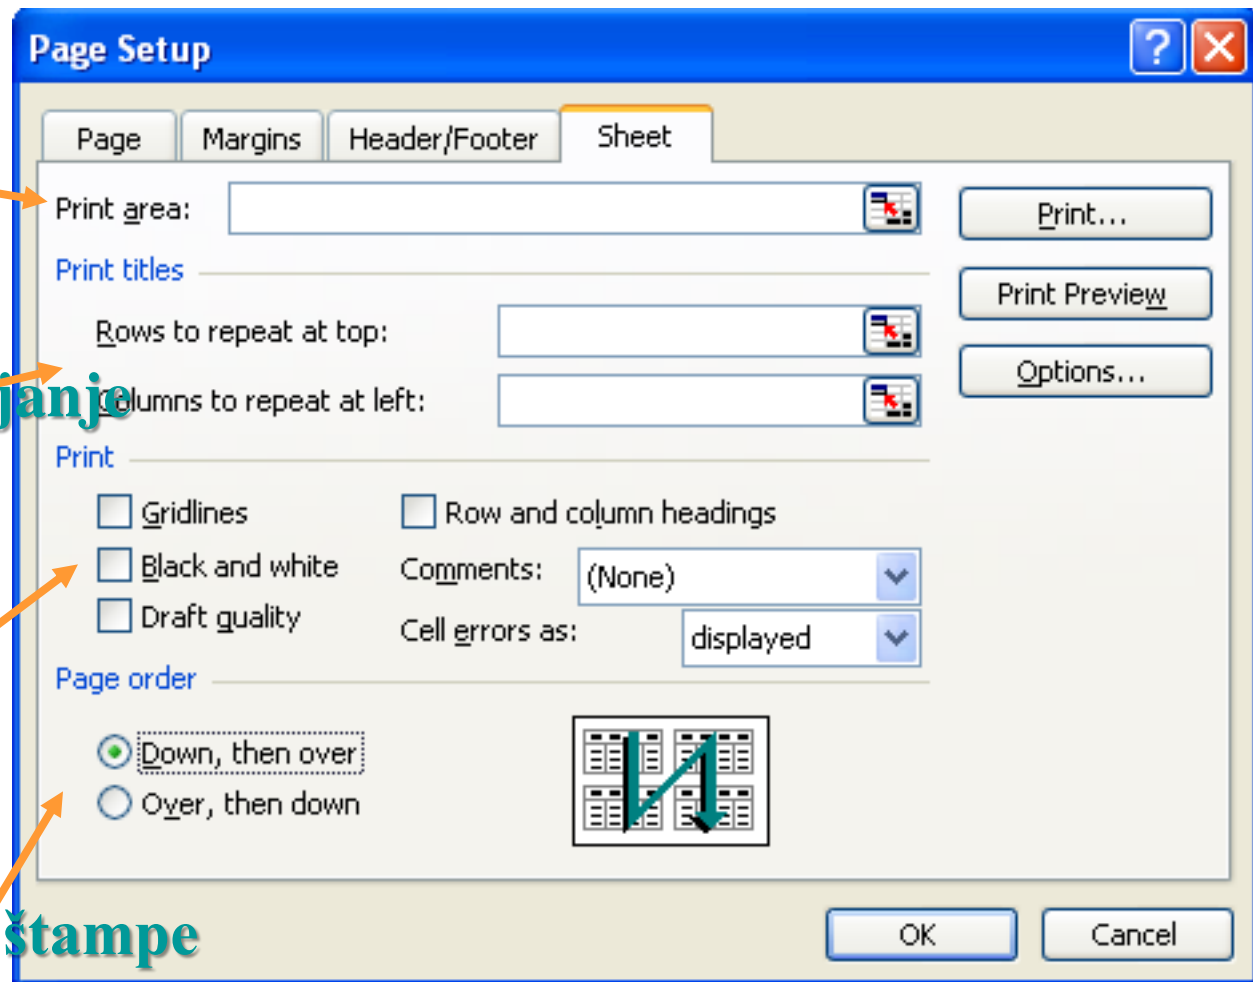 Page Setup
Page Margins Header/Footer Sheet
Print area:
Print...
Print titles
Print Preview
Rows to repeat at top:
Options...
janje
Columns to repeat at left:
Print
Gridlines
Row and column headings
Black and white
Comments: (None)
Draft quality
Cell errors as: displayed
Page order
Down, then over
Over, then down
štampe
OK Cancel